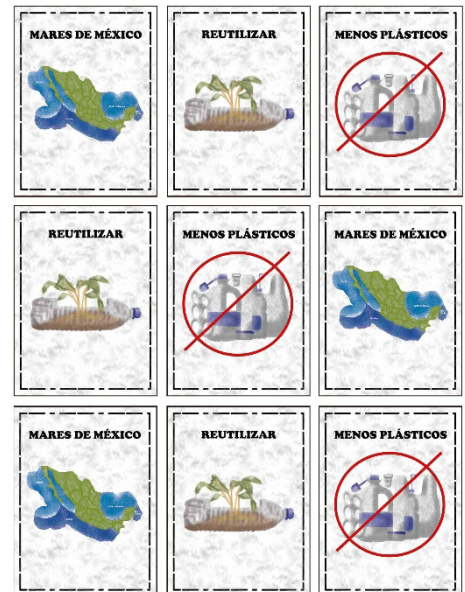 MARES DE MÉXICO
REUTILIZAR
MENOS PLÁSTICOS
REUTILIZAR
MENOS PLÁSTICOS
MARES DE MÉXICO
MARES DE MÉXICO
REUTILIZAR
MENOS PLÁSTICOS